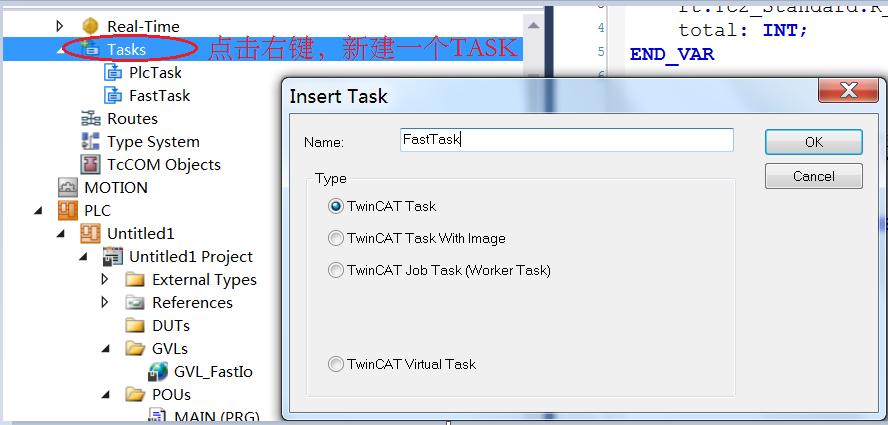 Real-Time
Tasks 点击右键，新建一个TASK
PlcTask
FastTask
Routes
Type System
TcCOM Objects
MOTION
PLC
Untitled1
Untitled1 Project
External Types
References
DUTs
GVLs
GVL_FastIo
POUs
MAIN (PRG)
total: INT;
4
5 END_VAR
6
Insert Task
Name: FastTask
OK
Cancel
Type
TwinCAT Task
TwinCAT Task With Image
TwinCAT Job Task (Worker Task)
TwinCAT Virtual Task